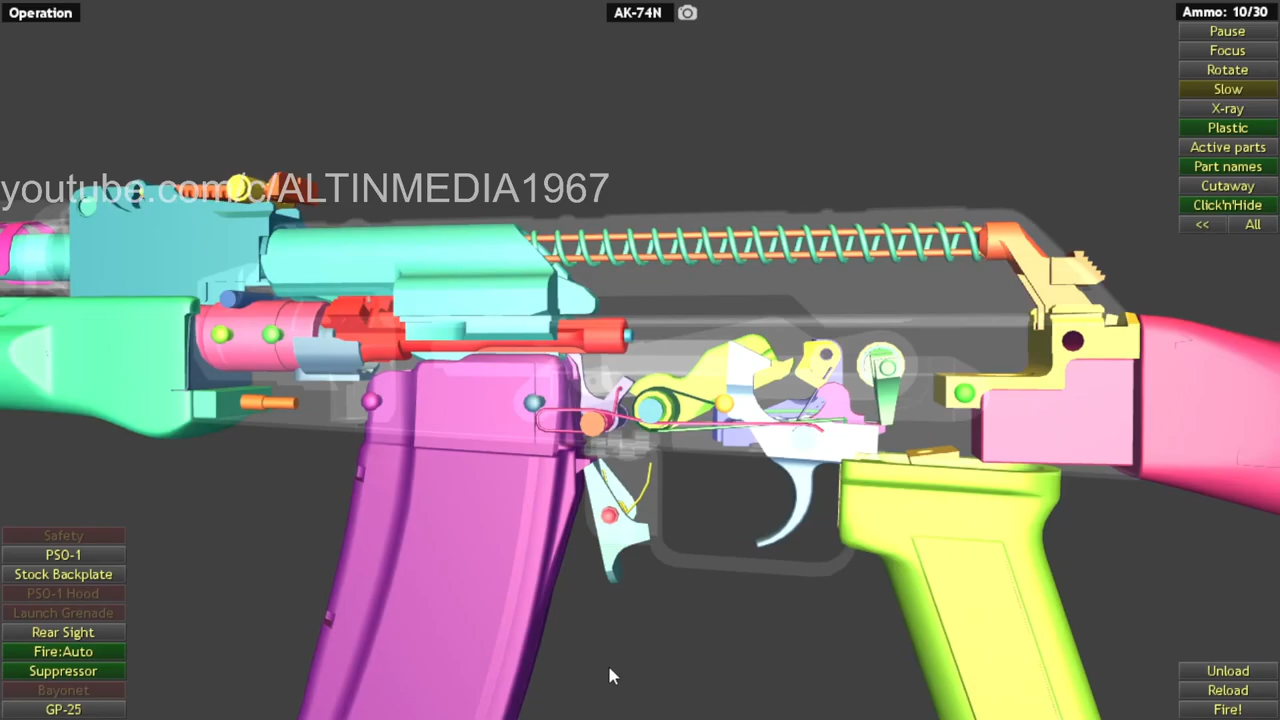 Operation
AK-74N
Ammo: 10/30
Pause
Focus
Rotate
Slow
X-ray
Plastic
Active parts
Part names
Cutaway
Click'n'Hide
<< All
youtube.com/c/ALTINMEDIA1967
Safety
PSO-1
Stock Backplate
PSO-1 Hood
Launch Grenade
Rear Sight
Fire:Auto
Suppressor
Bayonet
GP-25
Unload
Reload
Fire!